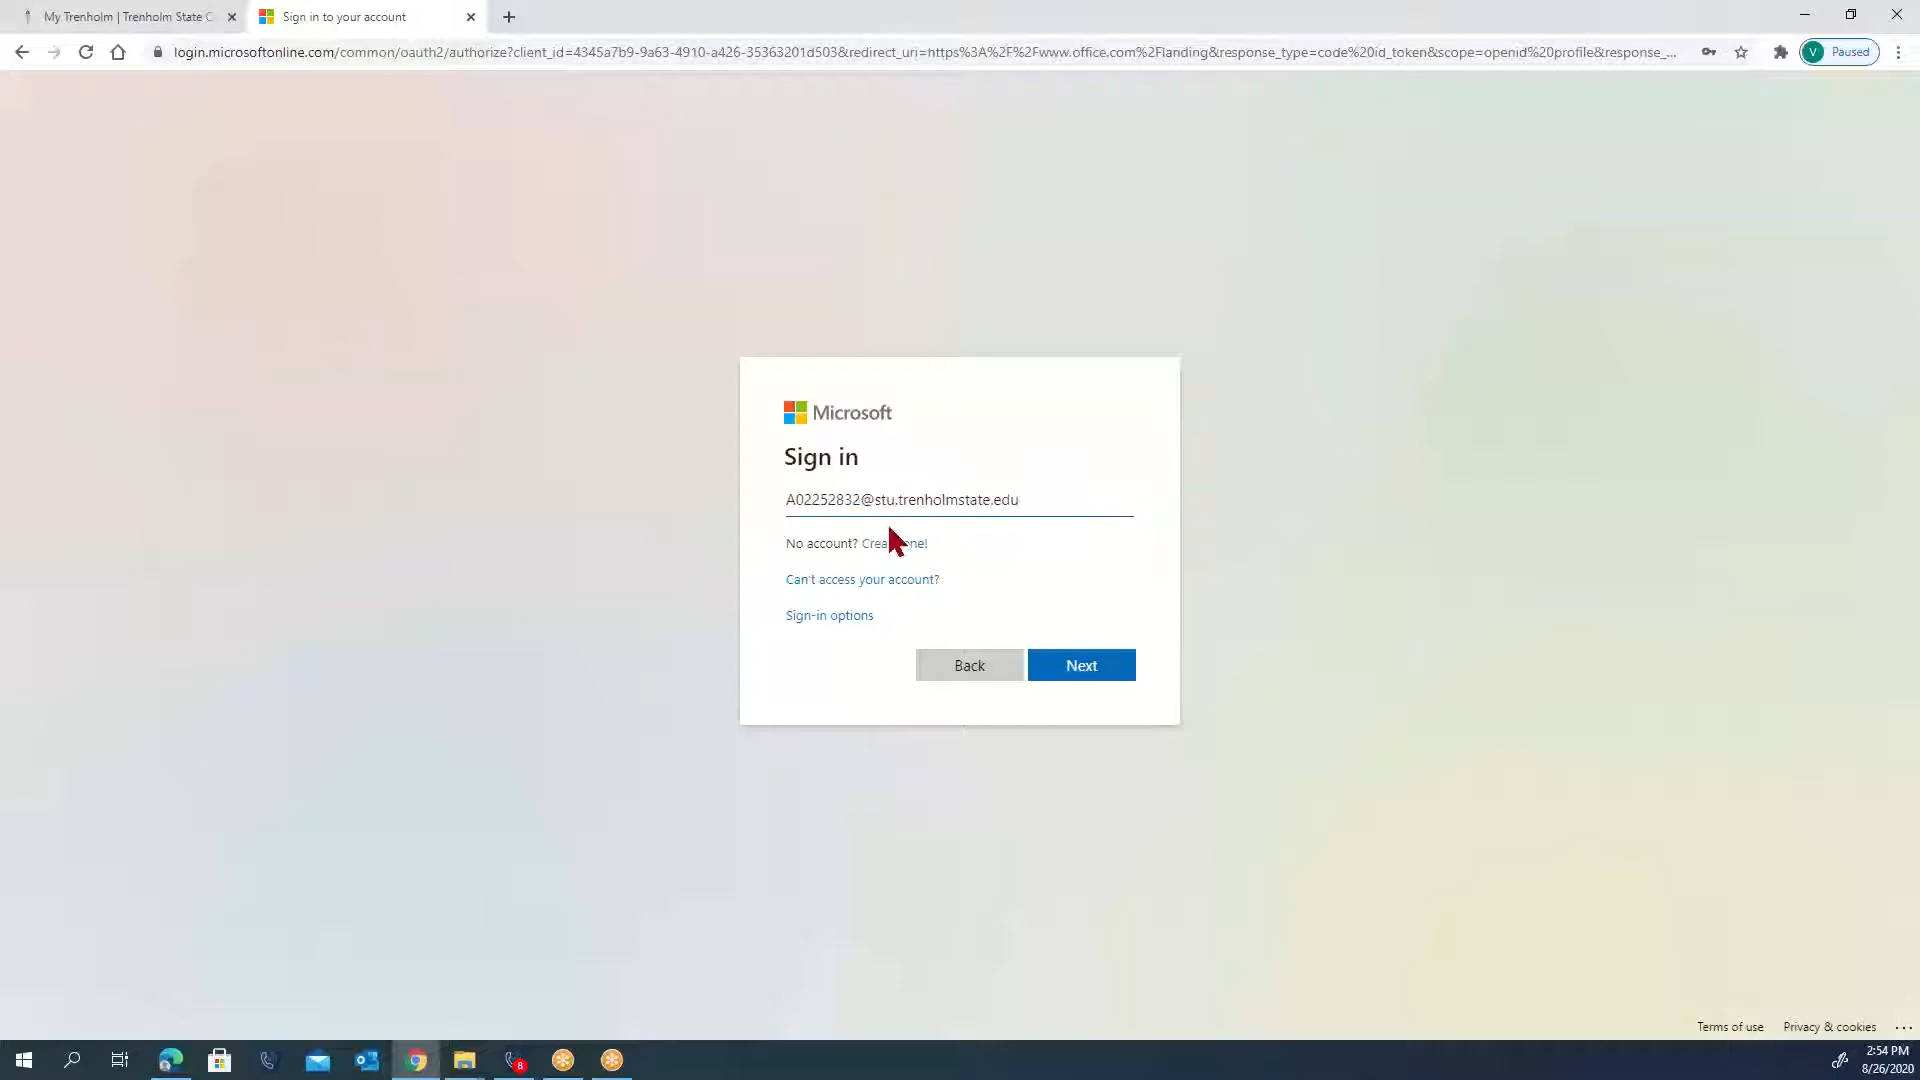 My Trenholm | Trenholm State C
Sign in to your account
login.microsoftonline.com/common/oauth2/authorize?client_id=4345a7b9-9a63-4910-a426-35363201d503&redirect_uri=https%3A%2F%2Fwww.office.com%2Flanding&response_type=code%20id_token&scope=openid%20profile&response_...
V Paused
Microsoft
Sign in
A02252832@stu.trenholmstate.edu
No account? Crea ne!
Can't access your account?
Sign-in options
Back Next
Terms of use Privacy & cookies ...
8
2:54 PM
8/26/2020